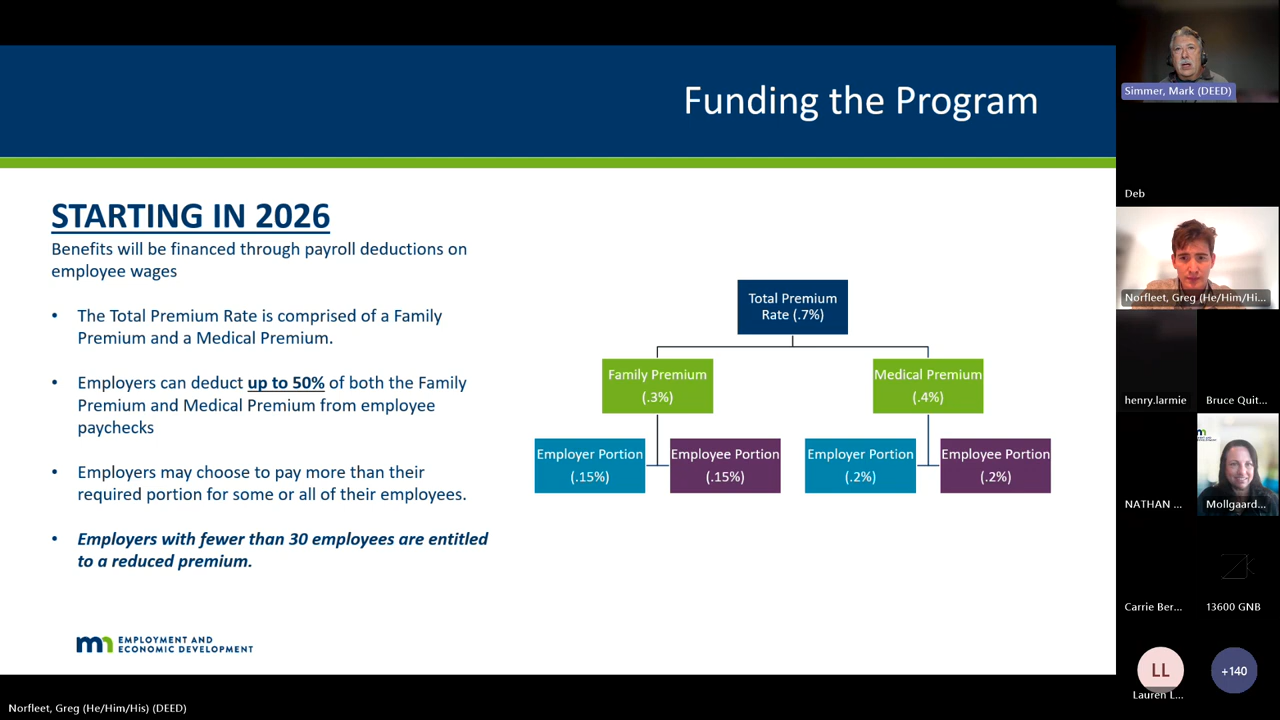 Funding the Program
STARTING IN 2026
Benefits will be financed through payroll deductions on
employee wages
• The Total Premium Rate is comprised of a Family
Premium and a Medical Premium.
• Employers can deduct up to 50% of both the Family
Premium and Medical Premium from employee
paychecks
• Employers may choose to pay more than their
required portion for some or all of their employees.
• Employers with fewer than 30 employees are entitled
to a reduced premium.
Total Premium
Rate (.7%)
Family Premium
(.3%)
Medical Premium
(.4%)
Employer Portion
(.15%)
Employee Portion
(.15%)
Employer Portion
(.2%)
Employee Portion
(.2%)
mn EMPLOYMENT AND
ECONOMIC DEVELOPMENT
Simmer, Mark (DEED)
Deb
Norfleet, Greg (He/Him/Hi...
henry.larmie
Bruce Quit...
NATHAN ...
Mollgaard...
Carrie Ber...
13600 GNB
LL
Lauren L...
+140
Norfleet, Greg (He/Him/His) (DEED)